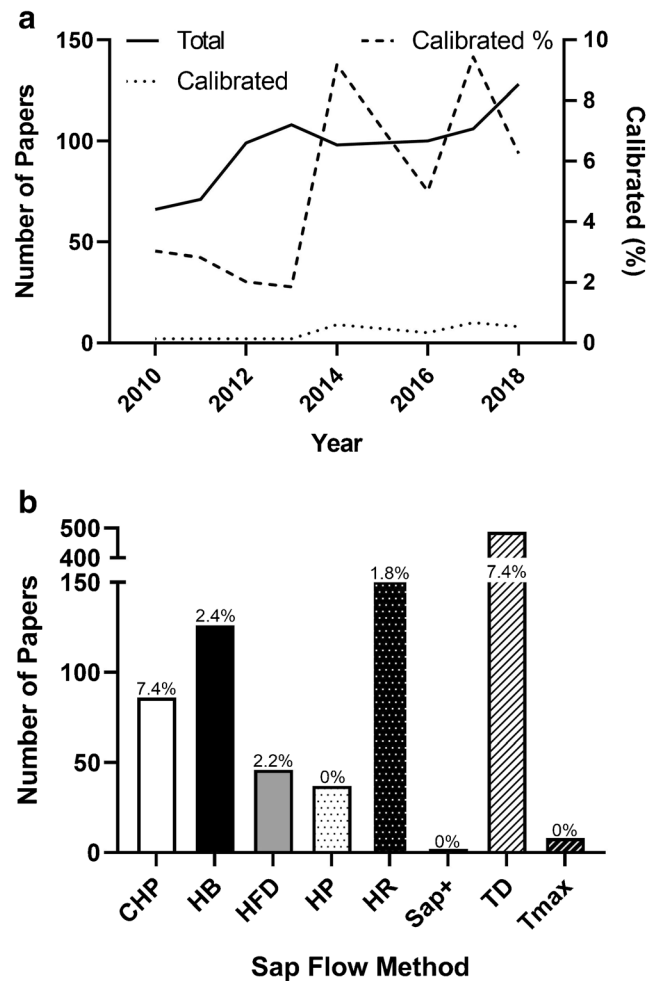 a
Total
Calibrated %
Calibrated
150
100
50
0
Number of Papers
10
8
6
4
2
0
Calibrated (%)
2010
2012
2014
2016
2018
Year
b
500
400
150
100
50
0
Number of Papers
7.4%
2.4%
2.2%
0%
1.8%
0%
7.4%
0%
CHP
HB
HFD
HP
HR
Sap+
TD
Tmax
Sap Flow Method